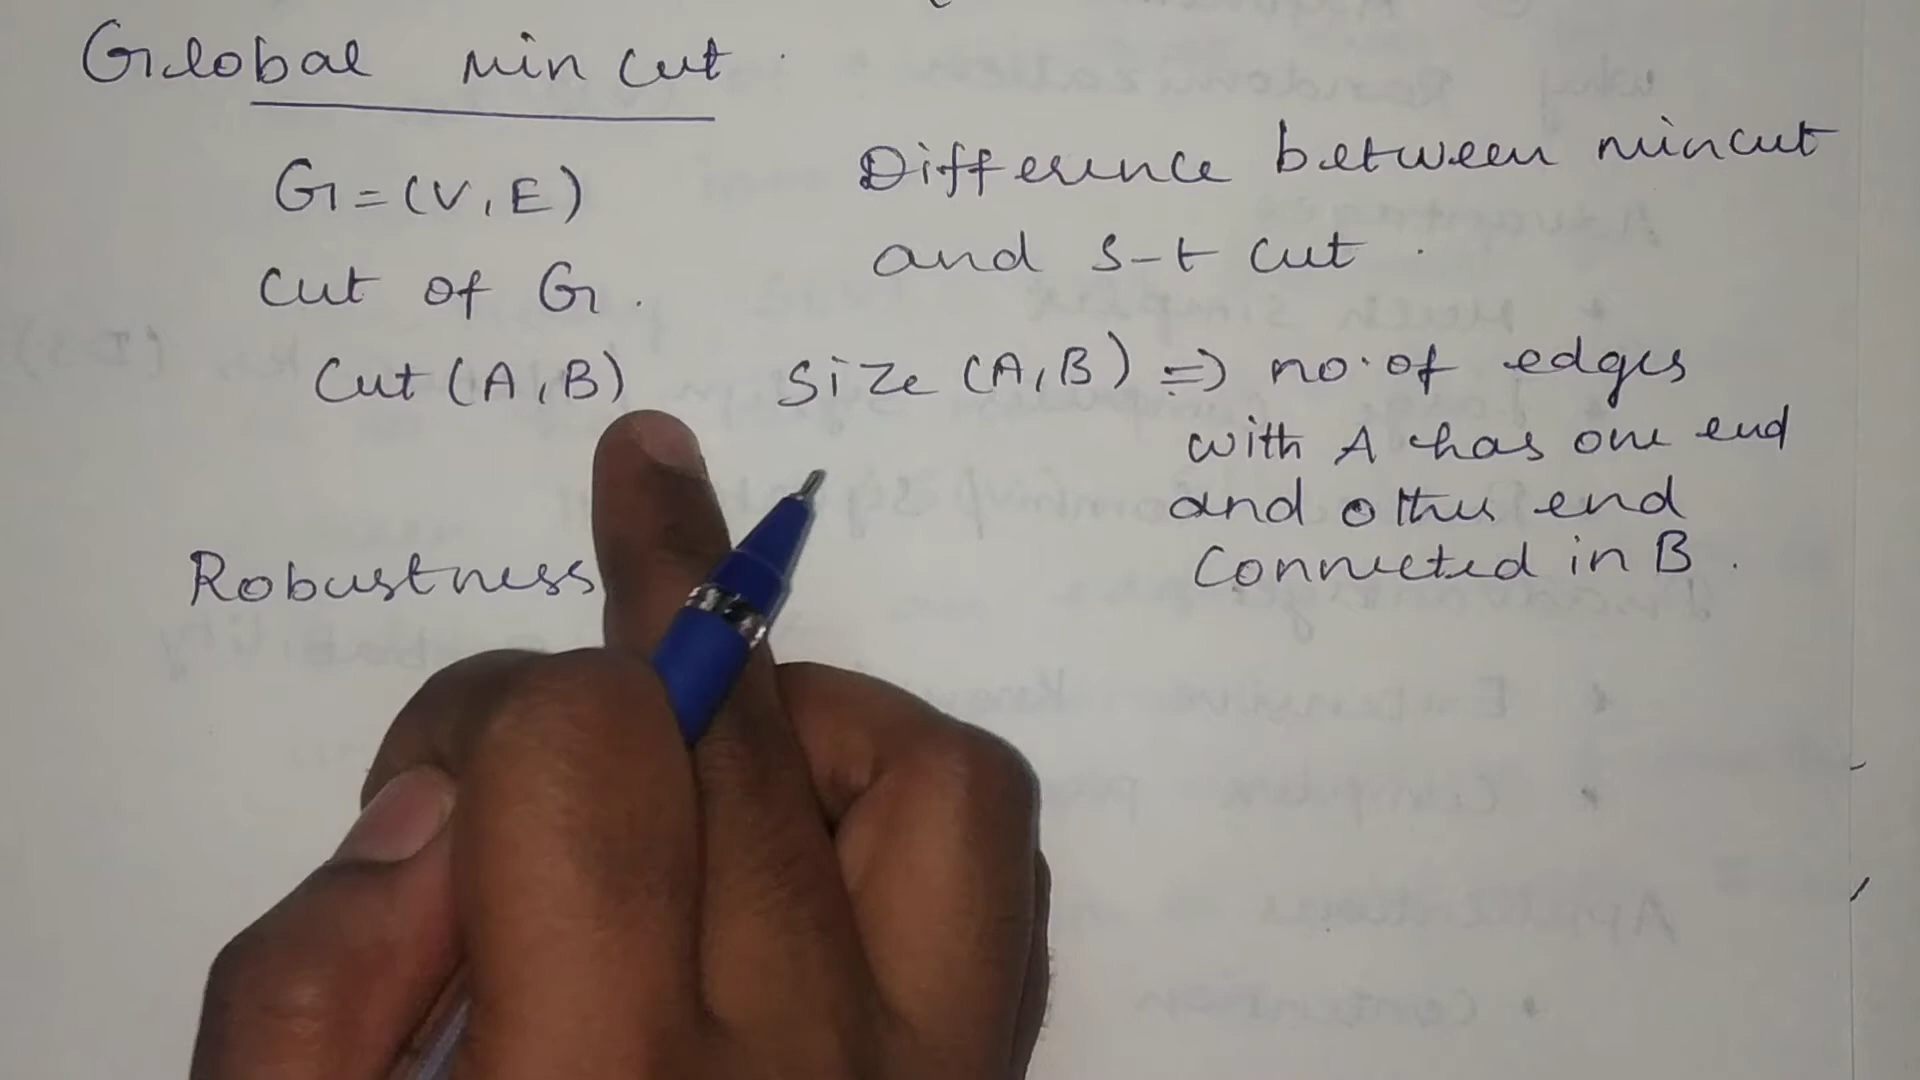 Global min cut .
G=(V,E)
cut of G .
Cut (A,B)
Robustness
Difference between mincut
and s-t cut .
Size (A,B) => no. of edges
with A has one end
and other end
Connected in B .